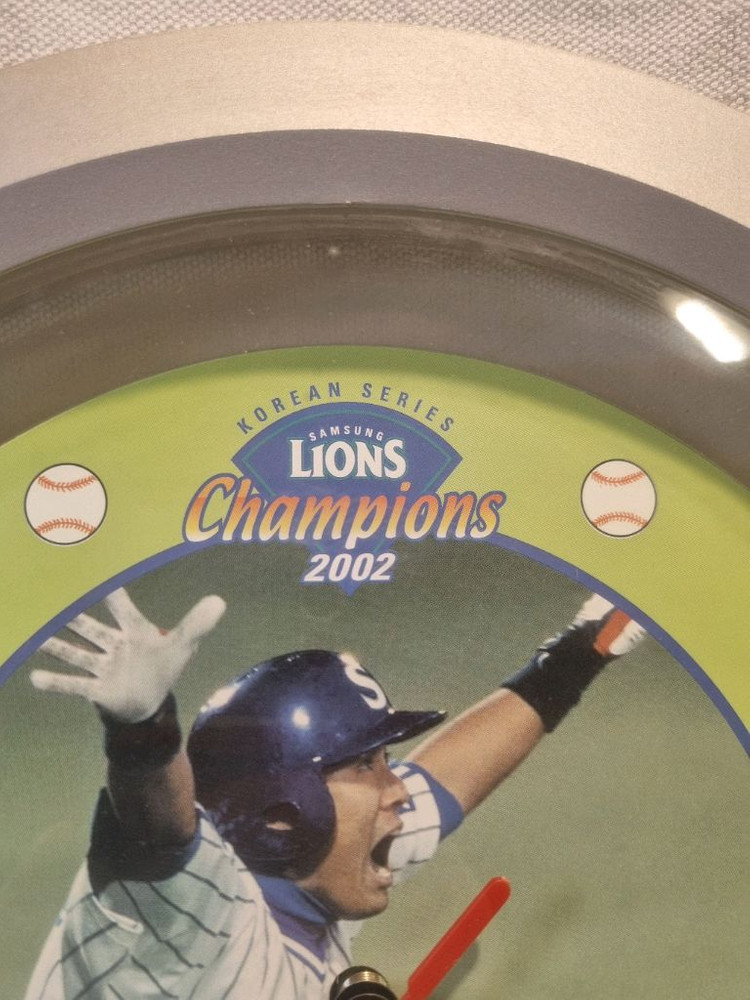 KOREAN SERIES
SAMSUNG
LIONS
Champions
2002
S